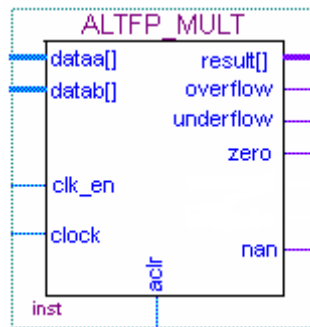 ALTFP_MULT
dataa[] result[]
datab[] overflow
underflow
zero
clk_en
clock
nan
aclr
inst